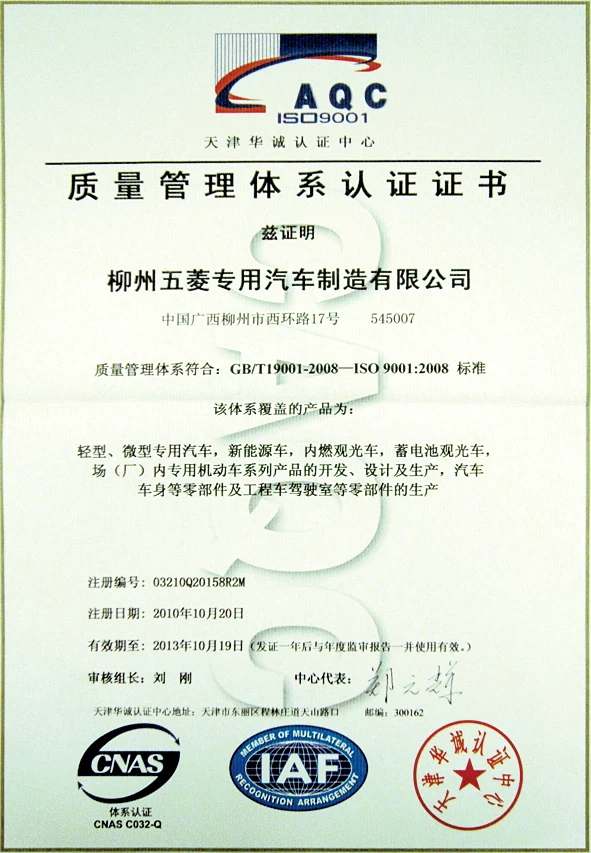 AQC
ISO9001
天津华诚认证中心
质量管理体系认证证书
兹证明
柳州五菱专用汽车制造有限公司
中国广西柳州市西环路17号 545007
质量管理体系符合：GB/T19001-2008—ISO 9001:2008 标准
该体系覆盖的产品为：
轻型、微型专用汽车，新能源车，内燃观光车，蓄电池观光车，
场（厂）内专用机动车系列产品的开发、设计及生产，汽车
车身等零部件及工程车驾驶室等零部件的生产
注册编号：03210Q20158R2M
注册日期：2010年10月20日
有效期至：2013年10月19日（发证一年后与年度监审报告一并使用有效。）
审核组长：刘 刚 中心代表：郑元辉
天津华诚认证中心地址：天津市东丽区程林庄道天山路口 邮编：300162
CNAS
体系认证
CNAS C032-Q
MEMBER OF MULTILATERAL
IAF
RECOGNITION ARRANGEMENT
天津华诚认证中心